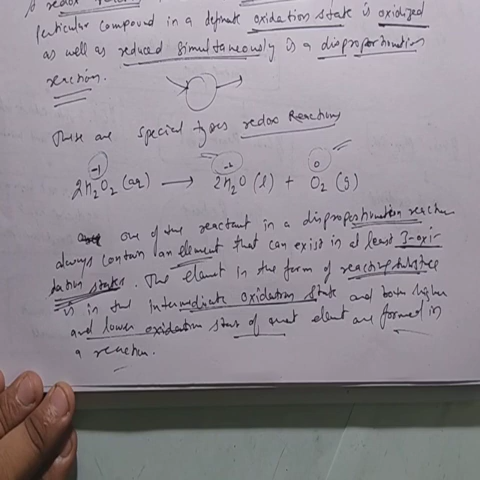 A redox
particular compound in a definite oxidation state is oxidized
as well as reduced simultaneously is a disproportionation
reaction.
These are special types redox Reactions
-1 -2 0
2H2O2 (aq) → 2H2O (l) + O2 (g)
one of the reactant in a disproportionation reaction
always contain an element that can exist in at least 3-oxi-
dation states. The element in the form of reacting substance
is in the intermediate oxidation state and both higher
and lower oxidation of element are formed in
a reaction.